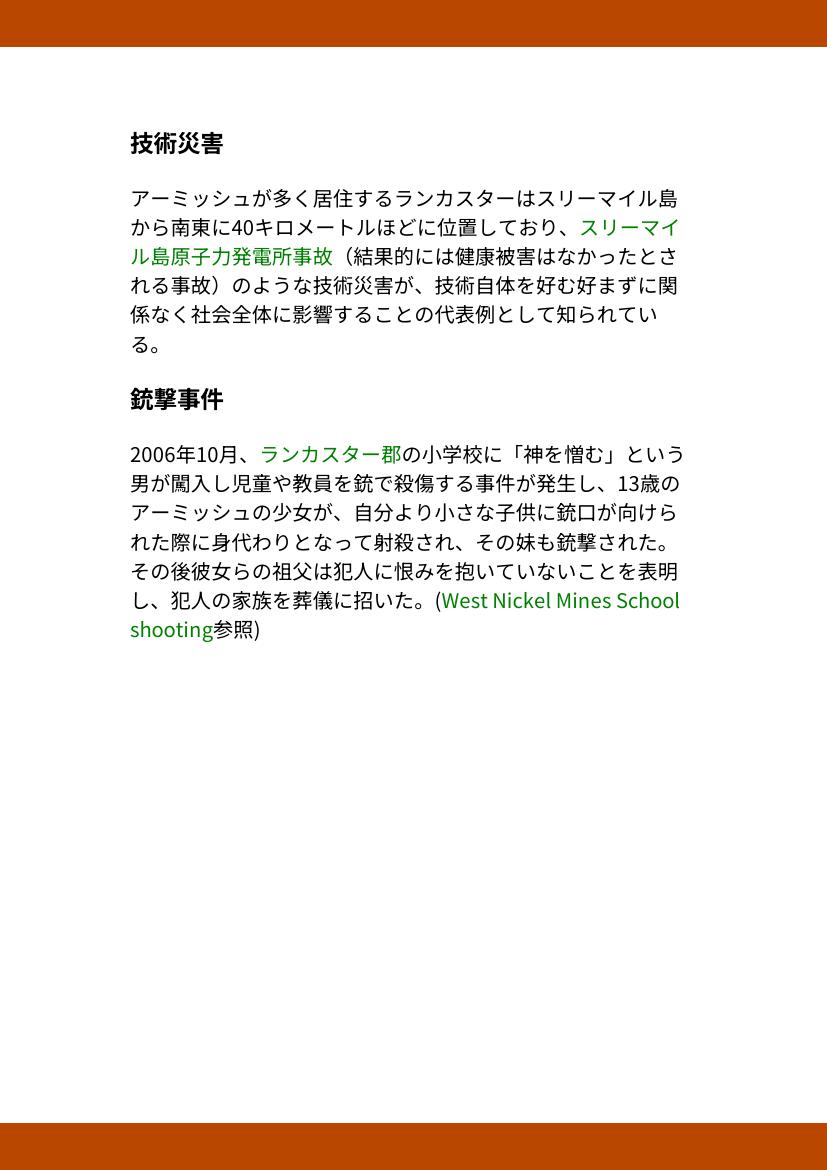 技術災害
アーミッシュが多く居住するランカスターはスリーマイル島
から南東に40キロメートルほどに位置しており、スリーマイ
ル島原子力発電所事故（結果的には健康被害はなかったとさ
れる事故）のような技術災害が、技術自体を好む好まずに関
係なく社会全体に影響することの代表例として知られてい
る。
銃撃事件
2006年10月、ランカスター郡の小学校に「神を憎む」という
男が闖入し児童や教員を銃で殺傷する事件が発生し、13歳の
アーミッシュの少女が、自分より小さな子供に銃口が向けら
れた際に身代わりとなって射殺され、その妹も銃撃された。
その後彼女らの祖父は犯人に恨みを抱いていないことを表明
し、犯人の家族を葬儀に招いた。(West Nickel Mines School
shooting参照)